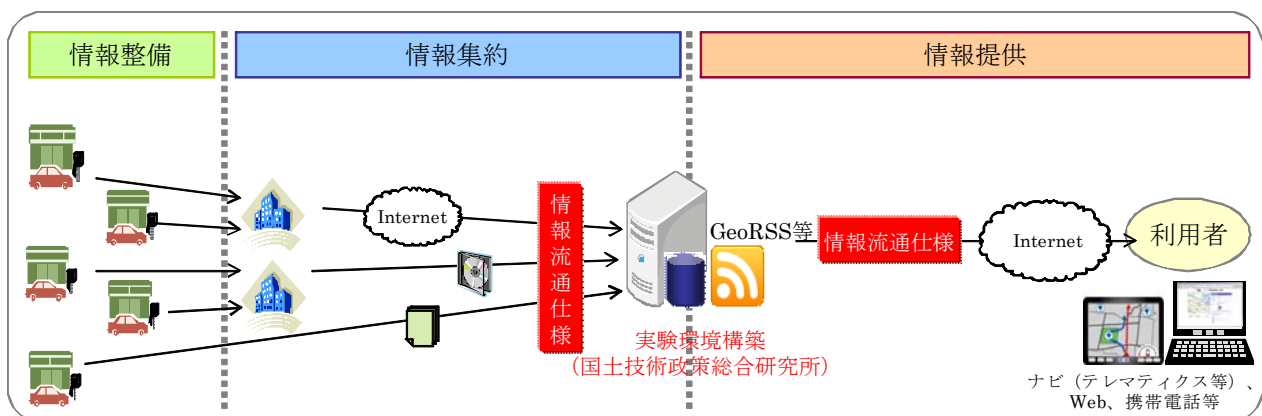 情報整備
情報集約
情報提供
Internet
情報流通仕様
GeoRSS等
情報流通仕様
Internet
利用者
実験環境構築
（国土技術政策総合研究所）
ナビ（テレマティクス等）、
Web、携帯電話等